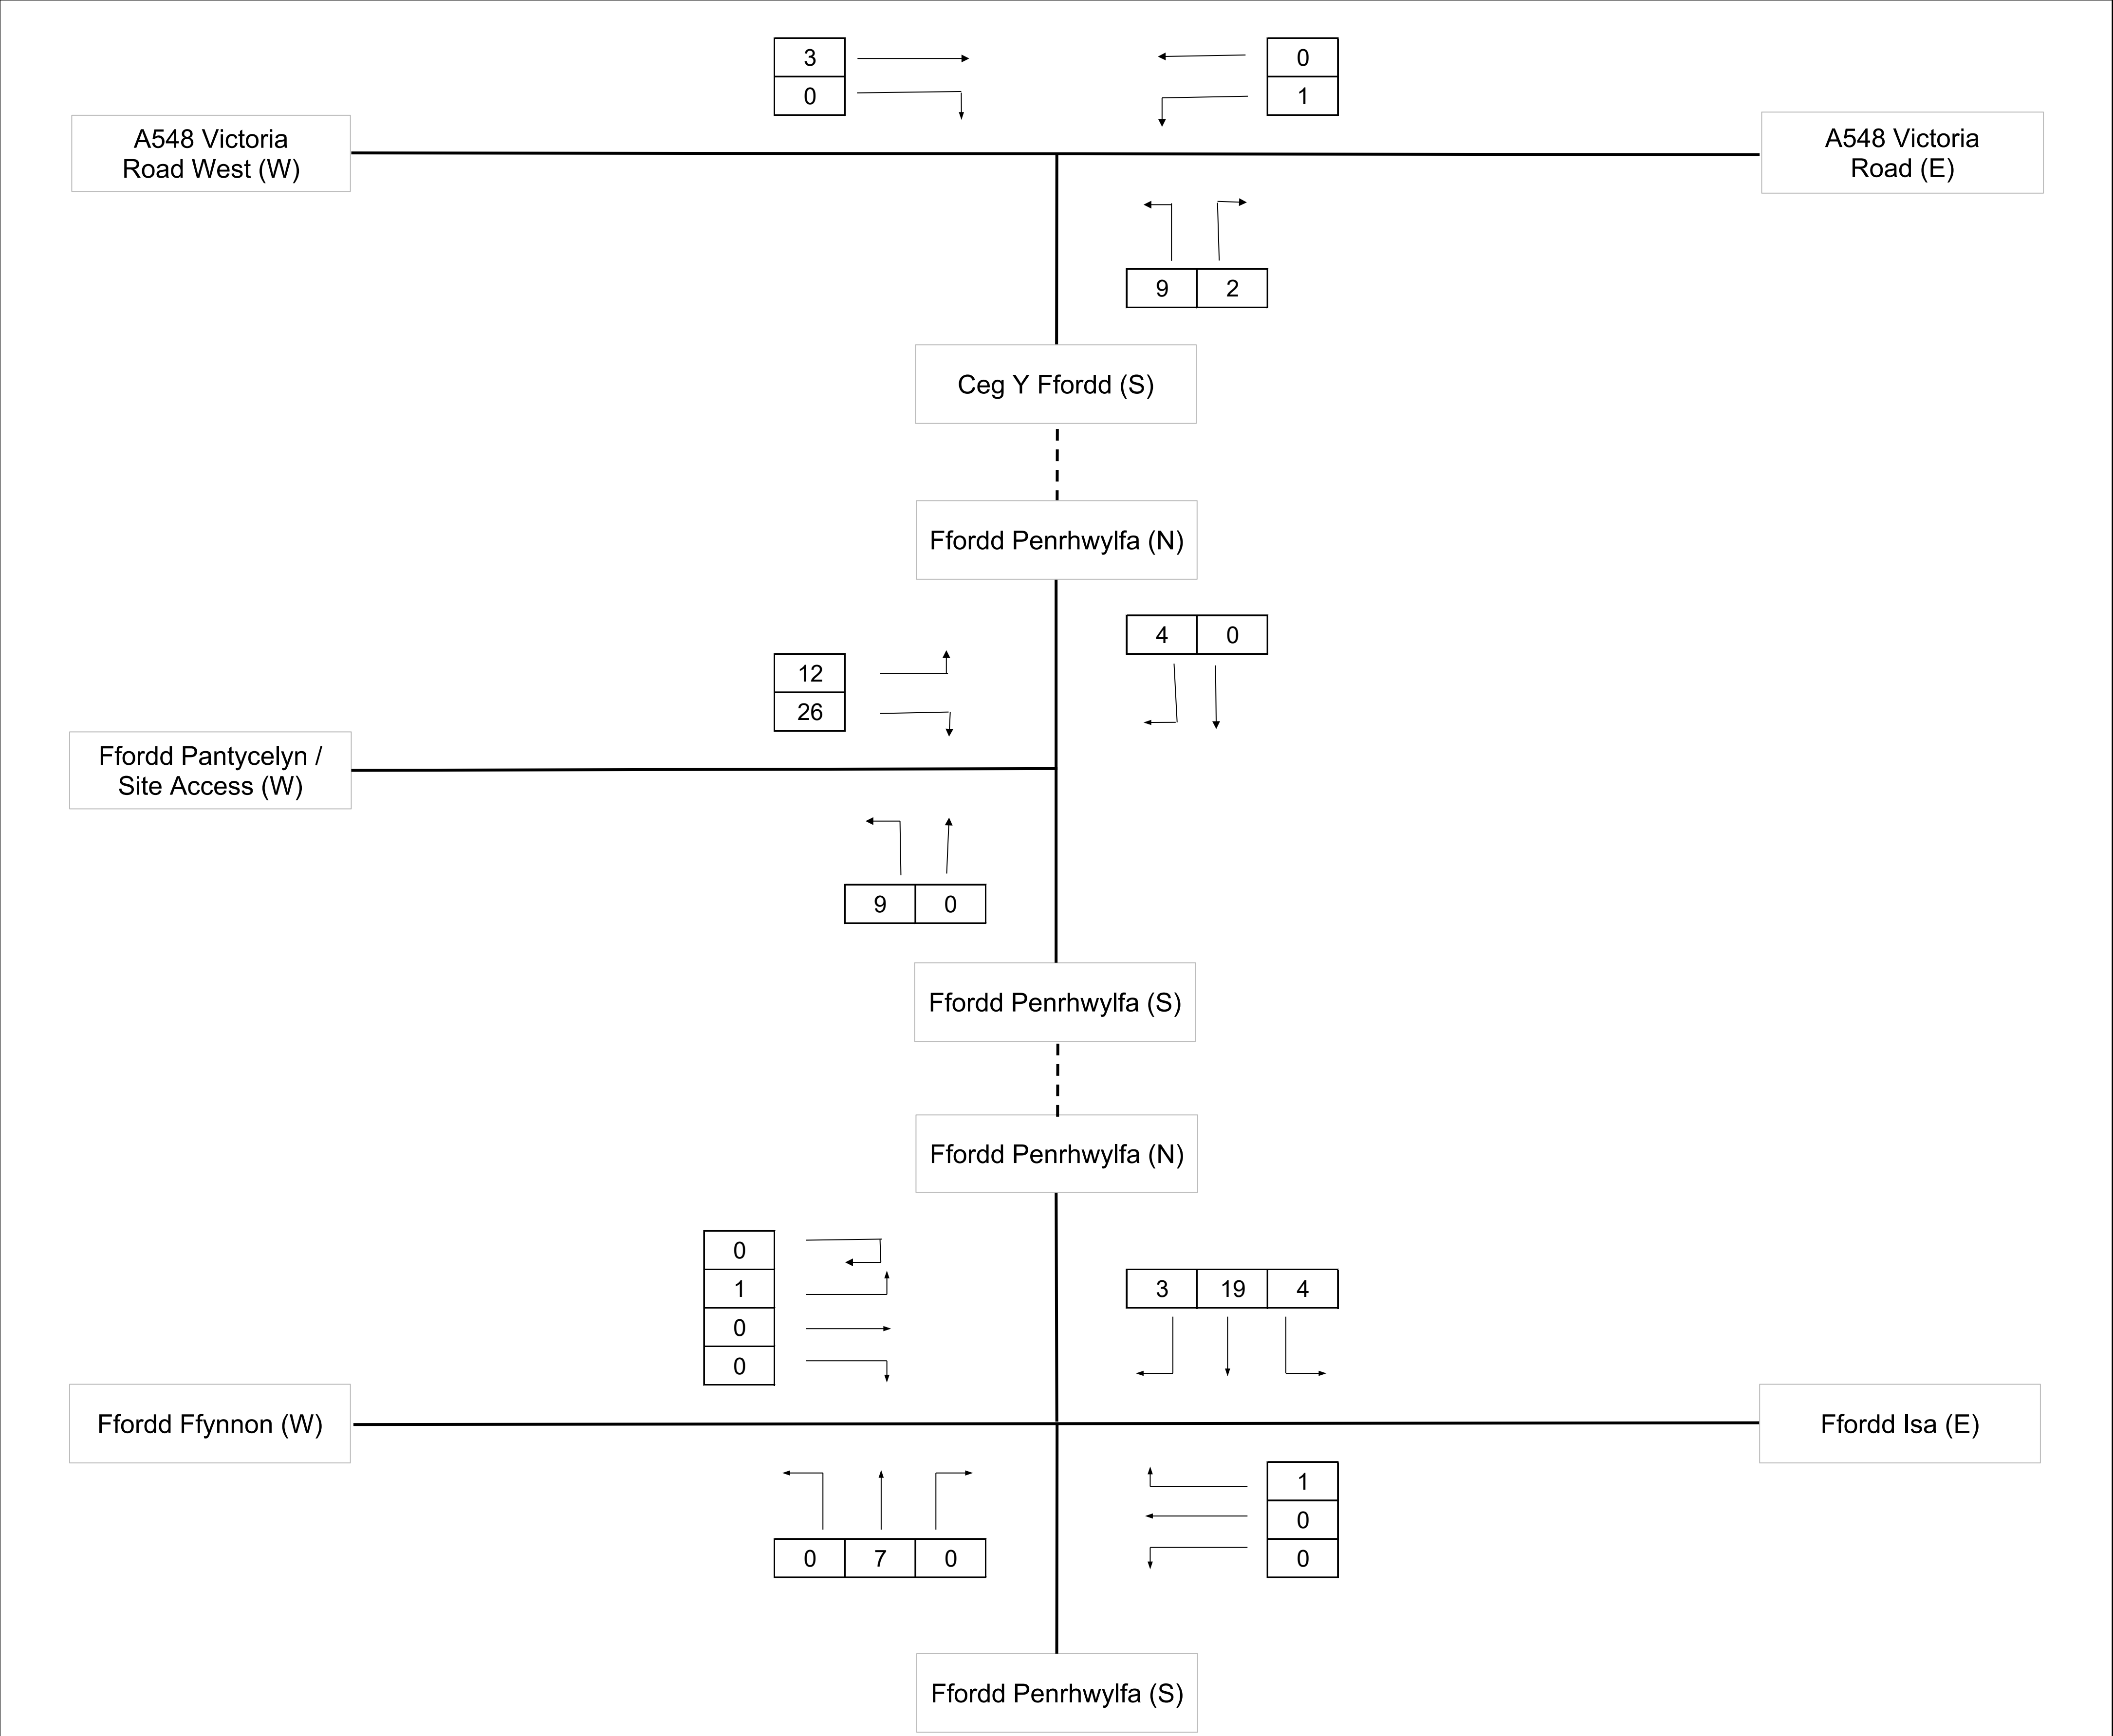 3
0
0
1
A548 Victoria
Road West (W)
A548 Victoria
Road (E)
9 2
Ceg Y Ffordd (S)
Ffordd Penrhwylfa (N)
4 0
12
26
Ffordd Pantycelyn /
Site Access (W)
9 0
Ffordd Penrhwylfa (S)
Ffordd Penrhwylfa (N)
0
1
0
0
3 19 4
Ffordd Ffynnon (W)
Ffordd Isa (E)
1
0
0
0 7 0
Ffordd Penrhwylfa (S)